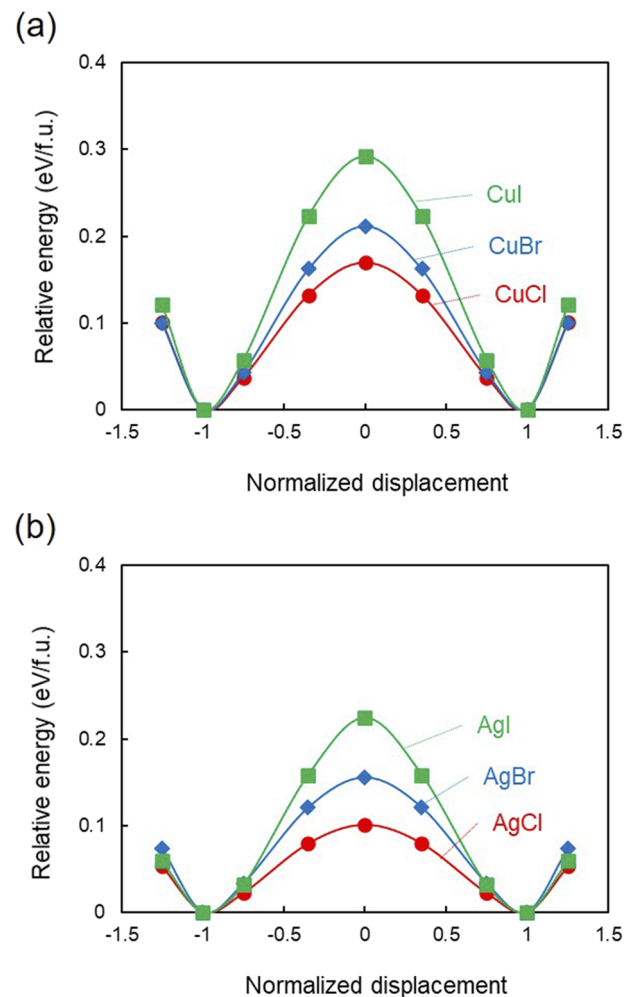 (a)
0.4
0.3
0.2
0.1
0
Relative energy (eV/f.u.)
CuI
CuBr
CuCl
-1.5 -1 -0.5 0 0.5 1 1.5
Normalized displacement
(b)
0.4
0.3
0.2
0.1
0
Relative energy (eV/f.u.)
AgI
AgBr
AgCl
-1.5 -1 -0.5 0 0.5 1 1.5
Normalized displacement